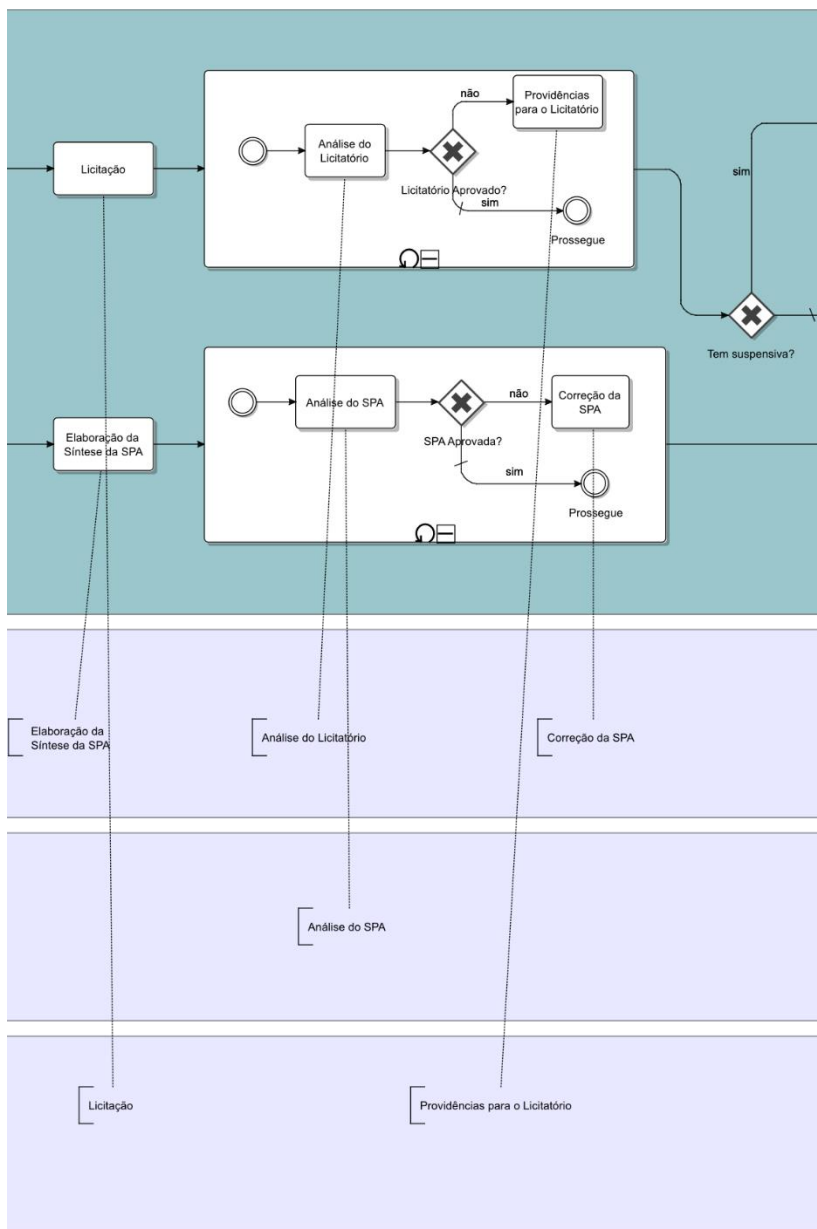 não
Providências
para o Licitatório
Análise do
Licitatório
Licitação
Licitatório Aprovado?
sim
sim
Prossegue
Tem suspensiva?
Análise do SPA
não
Correção da
SPA
Elaboração da
Síntese da SPA
SPA Aprovada?
sim
Prossegue
Elaboração da
Síntese da SPA
Análise do Licitatório
Correção da SPA
Análise do SPA
Licitação
Providências para o Licitatório